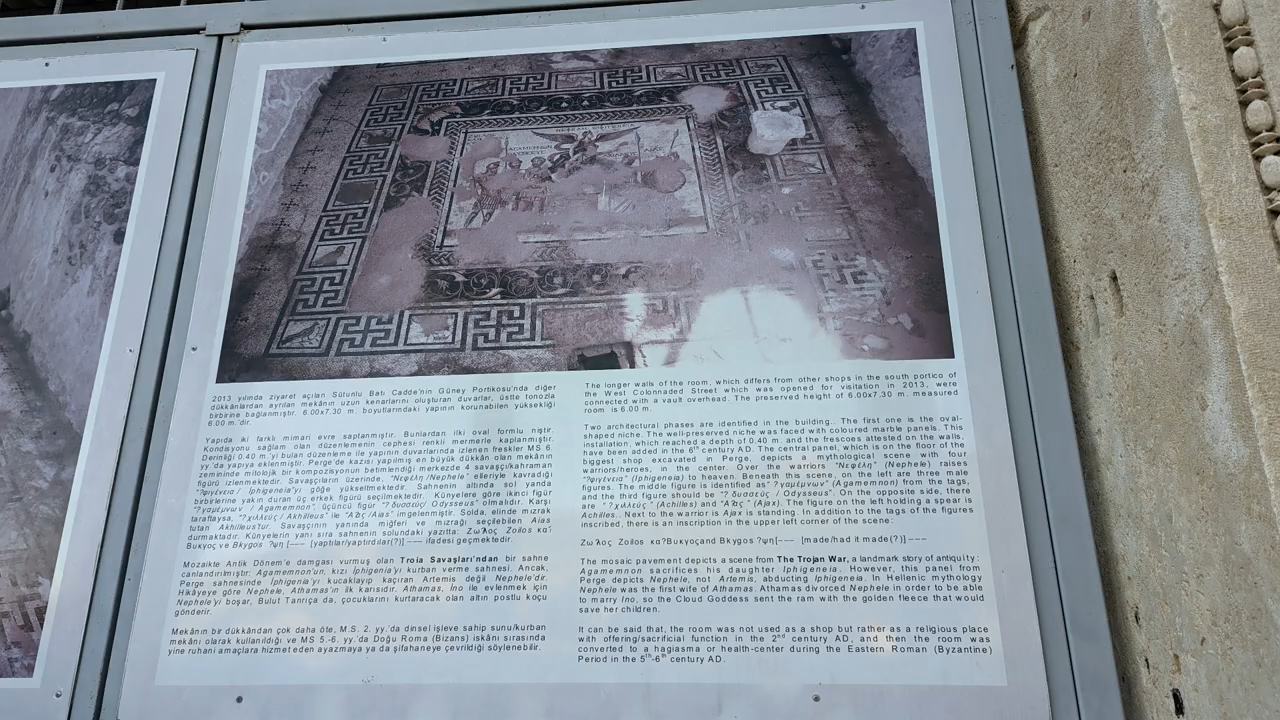 ΑΓΑΜΕΜΝΩΝ
2013 yılında ziyaret açılan Sütunlu Batı Cadde'nin Güney Portikosu'nda diğer
dükkânlardan ayrılan mekânın uzun kenarlarını oluşturan duvarlar, üstte tonozla
birbirine bağlanmıştır. 6.00x7.30 m. boyutlarındaki yapının korunabilen yüksekliği
6.00 m.'dir.
Yapıda iki farklı mimari evre saptanmıştır. Bunlardan ilki oval formlu niştir.
Kondisyonu sağlam olan düzenlemenin cephesi renkli mermerle kaplanmıştır.
Derinliği 0.40 m.'yi bulan düzenleme ile yapının duvarlarında izlenen freskler MS 6.
yy.'da yapıya eklenmiştir. Perge'de kazısı yapılmış en büyük dükkân olan mekânın
zemininde mitolojik bir kompozisyonun betimlendiği merkezde 4 savaşçı/kahraman
figürü izlenmektedir. Savaşçıların üzerinde, "Νεφέλη/Nephele" elleriyle kavradığı
"?φιγένεια / Iphigeneia"yı göğe yükselmektedir. Sahnenin altında sol yanda
birbirlerine yakın duran üç erkek figürü seçilmektedir. Künyelere göre ikinci figür
"?γαμέμνων / Agamemnon", üçüncü figür "? δυσσεύς / Odysseus" olmalıdır. Karşı
taraftaysa, "?χιλλεύς / Akhilleus" ile "Α ἴας /Aias" imgelenmiştir. Solda, elinde mızrak
tutan Akhilleus'tur. Savaşçının yanında miğferi ve mızrağı seçilebilen Aias
durmaktadır. Künyelerin yanı sıra sahnenin solundaki yazıtta: Ζωΐλος Zoilos κα ὶ
Βυκγος ve Bkygos ?ψη [––– [yaptılar/yaptırdılar(?)] ––– ifadesi geçmektedir.
Mozaikte Antik Dönem'e damgası vurmuş olan Troia Savaşları'ndan bir sahne
canlandırılmıştır: Agamemnon'un, kızı Iphigeneia'yı kurban verme sahnesi. Ancak,
Perge sahnesinde Iphigenia'yı kucaklayıp kaçıran Artemis değil Nephele'dir.
Hikâyeye göre Nephele, Athamas'ın ilk karısıdır. Athamas, İno ile evlenmek için
Nephele'yi boşar, Bulut Tanrıça da, çocuklarını kurtaracak olan altın postlu koçu
gönderir.
Mekânın bir dükkândan çok daha öte, M.S. 2. yy.'da dinsel işleve sahip sunu/kurban
mekânı olarak kullanıldığı ve MS 5.-6. yy.'da Doğu Roma (Bizans) iskânı sırasında
yine ruhani amaçlara hizmet eden ayazmaya ya da şifahaneye çevrildiği söylenebilir.
The longer walls of the room, which differs from other shops in the south portico of
the West Colonnaded Street which was opened for visitation in 2013, were
connected with a vault overhead. The preserved height of 6.00x7.30 m. measured
room is 6.00 m.
Two architectural phases are identified in the building.. The first one is the oval-
shaped niche. The well-preserved niche was faced with coloured marble panels. This
installation, which reached a depth of 0.40 m. and the frescoes attested on the walls,
have been added in the 6th century AD. The central panel, which is on the floor of the
biggest shop excavated in Perge, depicts a mythological scene with four
warriors/heroes, in the center. Over the warriors "Νεφέλη" (Nephele) raises
"?φιγένεια" (Iphigeneia) to heaven. Beneath this scene, on the left are three male
figures. The middle figure is identified as" ?γαμέμνων" (Agamemnon) from the tags,
and the third figure should be "? δυσσεύς / Odysseus". On the opposite side, there
are "?χιλλεύς" (Achilles) and "Α ἴας" (Ajax). The figure on the left holding a spear is
Achilles.. Next to the warrior is Ajax is standing. In addition to the tags of the figures
inscribed, there is an inscription in the upper left corner of the scene:
Ζωΐλος Zoilos κα?Βυκγοςand Bkygos ?ψη[––– [made/had it made(?)] –––
The mosaic pavement depicts a scene from The Trojan War, a landmark story of antiquity:
Agamemnon sacrifices his daughter Iphigeneia. However, this panel from
Perge depicts Nephele, not Artemis, abducting Iphigeneia. In Hellenic mythology
Nephele was the first wife of Athamas. Athamas divorced Nephele in order to be able
to marry Ino, so the Cloud Goddess sent the ram with the golden fleece that would
save her children.
It can be said that, the room was not used as a shop but rather as a religious place
with offering/sacrificial function in the 2nd century AD, and then the room was
converted to a hagiasma or health-center during the Eastern Roman (Byzantine)
Period in the 5th-6th century AD.